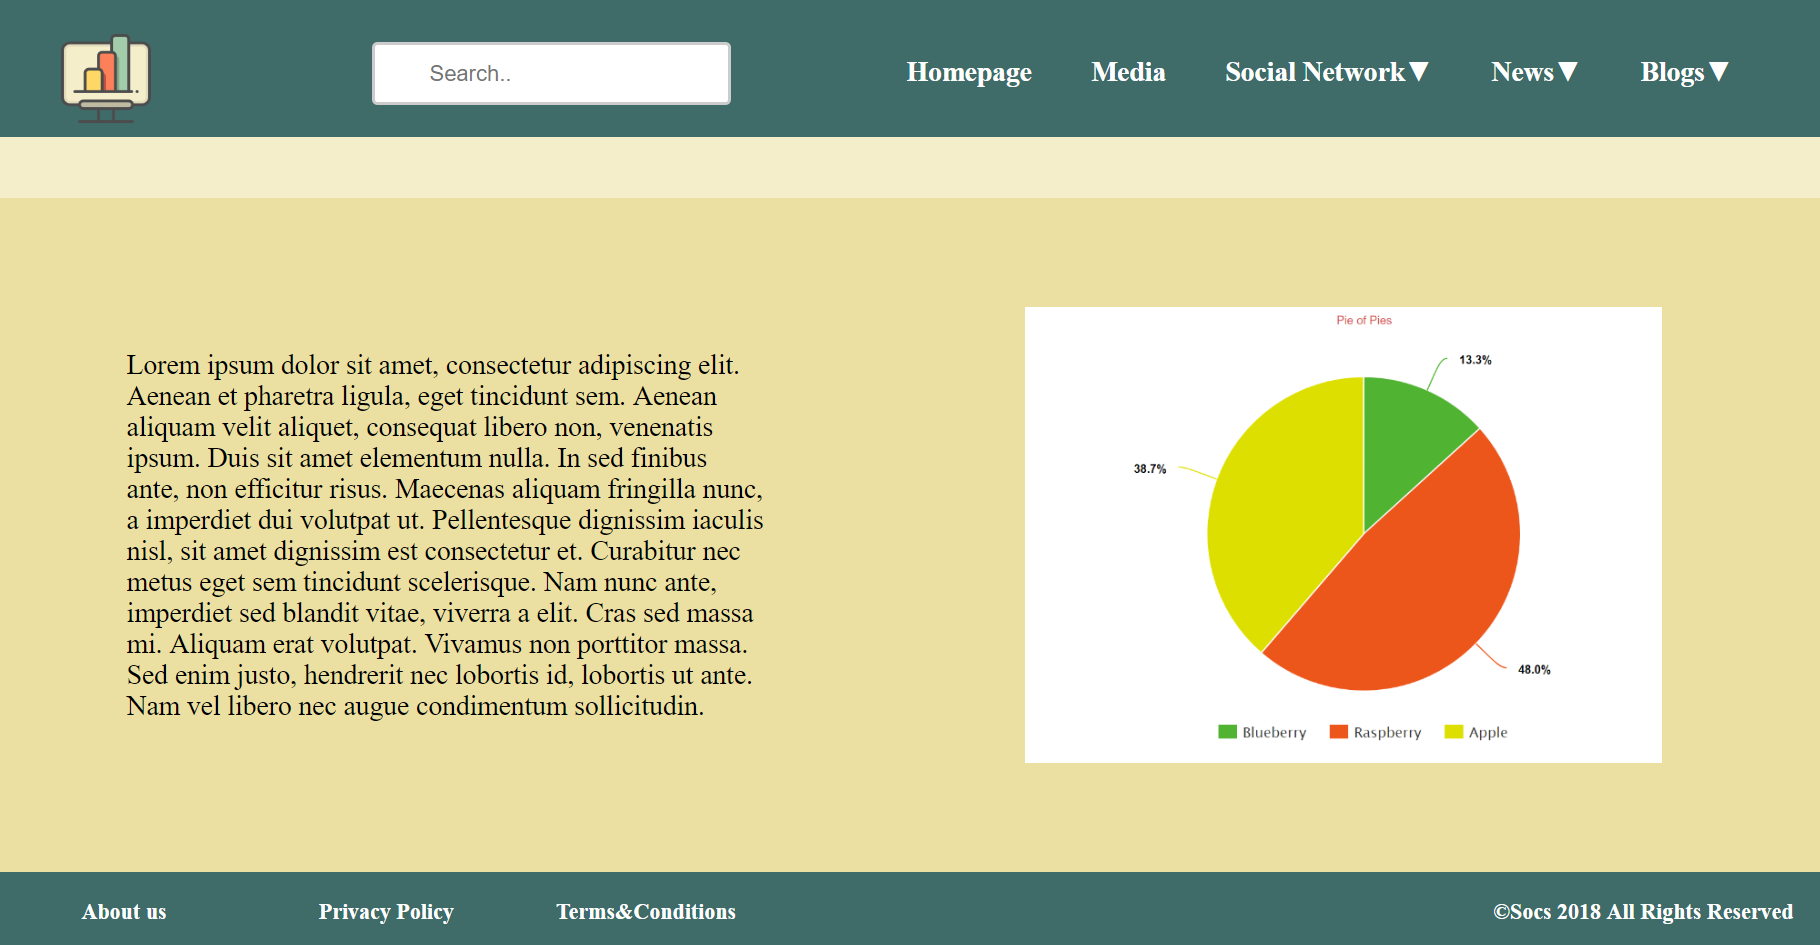 Search..
Homepage
Media
Social Network▼
News▼
Blogs▼
Lorem ipsum dolor sit amet, consectetur adipiscing elit.
Aenean et pharetra ligula, eget tincidunt sem. Aenean
aliquam velit aliquet, consequat libero non, venenatis
ipsum. Duis sit amet elementum nulla. In sed finibus
ante, non efficitur risus. Maecenas aliquam fringilla nunc,
a imperdiet dui volutpat ut. Pellentesque dignissim iaculis
nisl, sit amet dignissim est consectetur et. Curabitur nec
metus eget sem tincidunt scelerisque. Nam nunc ante,
imperdiet sed blandit vitae, viverra a elit. Cras sed massa
mi. Aliquam erat volutpat. Vivamus non porttitor massa.
Sed enim justo, hendrerit nec lobortis id, lobortis ut ante.
Nam vel libero nec augue condimentum sollicitudin.
Pie of Pies
13.3%
38.7%
48.0%
Blueberry
Raspberry
Apple
About us
Privacy Policy
Terms&Conditions
©Socs 2018 All Rights Reserved